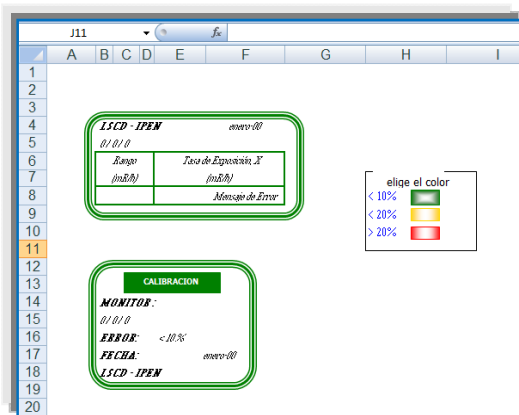 J11 fx
A B C D E F G H I
1
2
3
4 LSCD - IPEN enero-00
5 0/ 0/ 0
6 Rango Tasa de Exposición, X
7 (mR/h) (mR/h)
8 Mensaje de Error
9
10
11
12
13 CALIBRACION
14 MONITOR :
15 0/ 0/ 0
16 ERROR: < 10.%
17 FECHA: enero-00
18 LSCD - IPEN
19
20
elige el color
< 10%
< 20%
> 20%